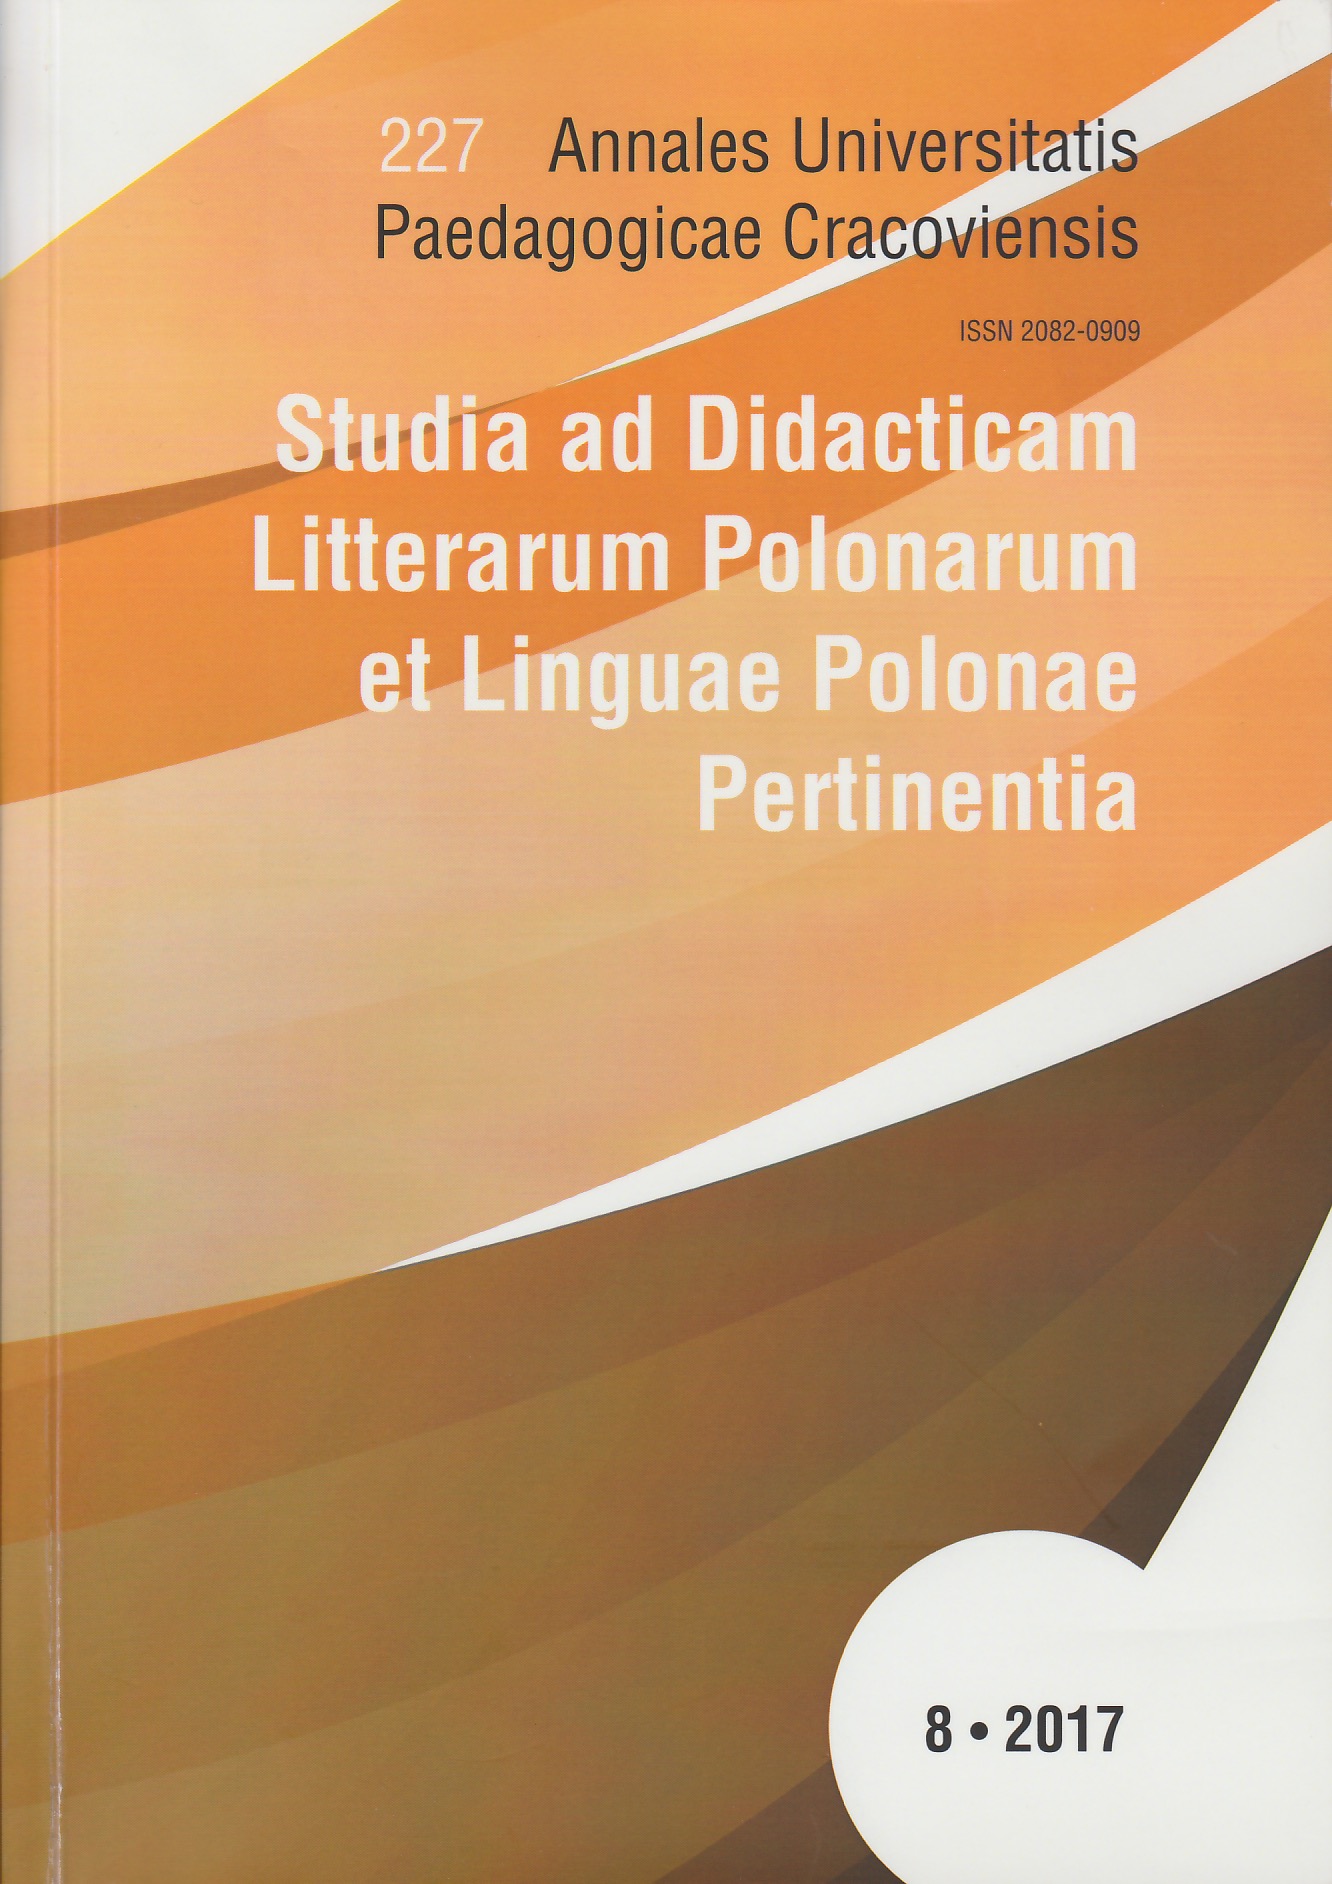 227 Annales Universitatis
Paedagogicae Cracoviensis
ISSN 2082-0909
Studia ad Didacticam
Litterarum Polonarum
et Linguae Polonae
Pertinentia
8 • 2017